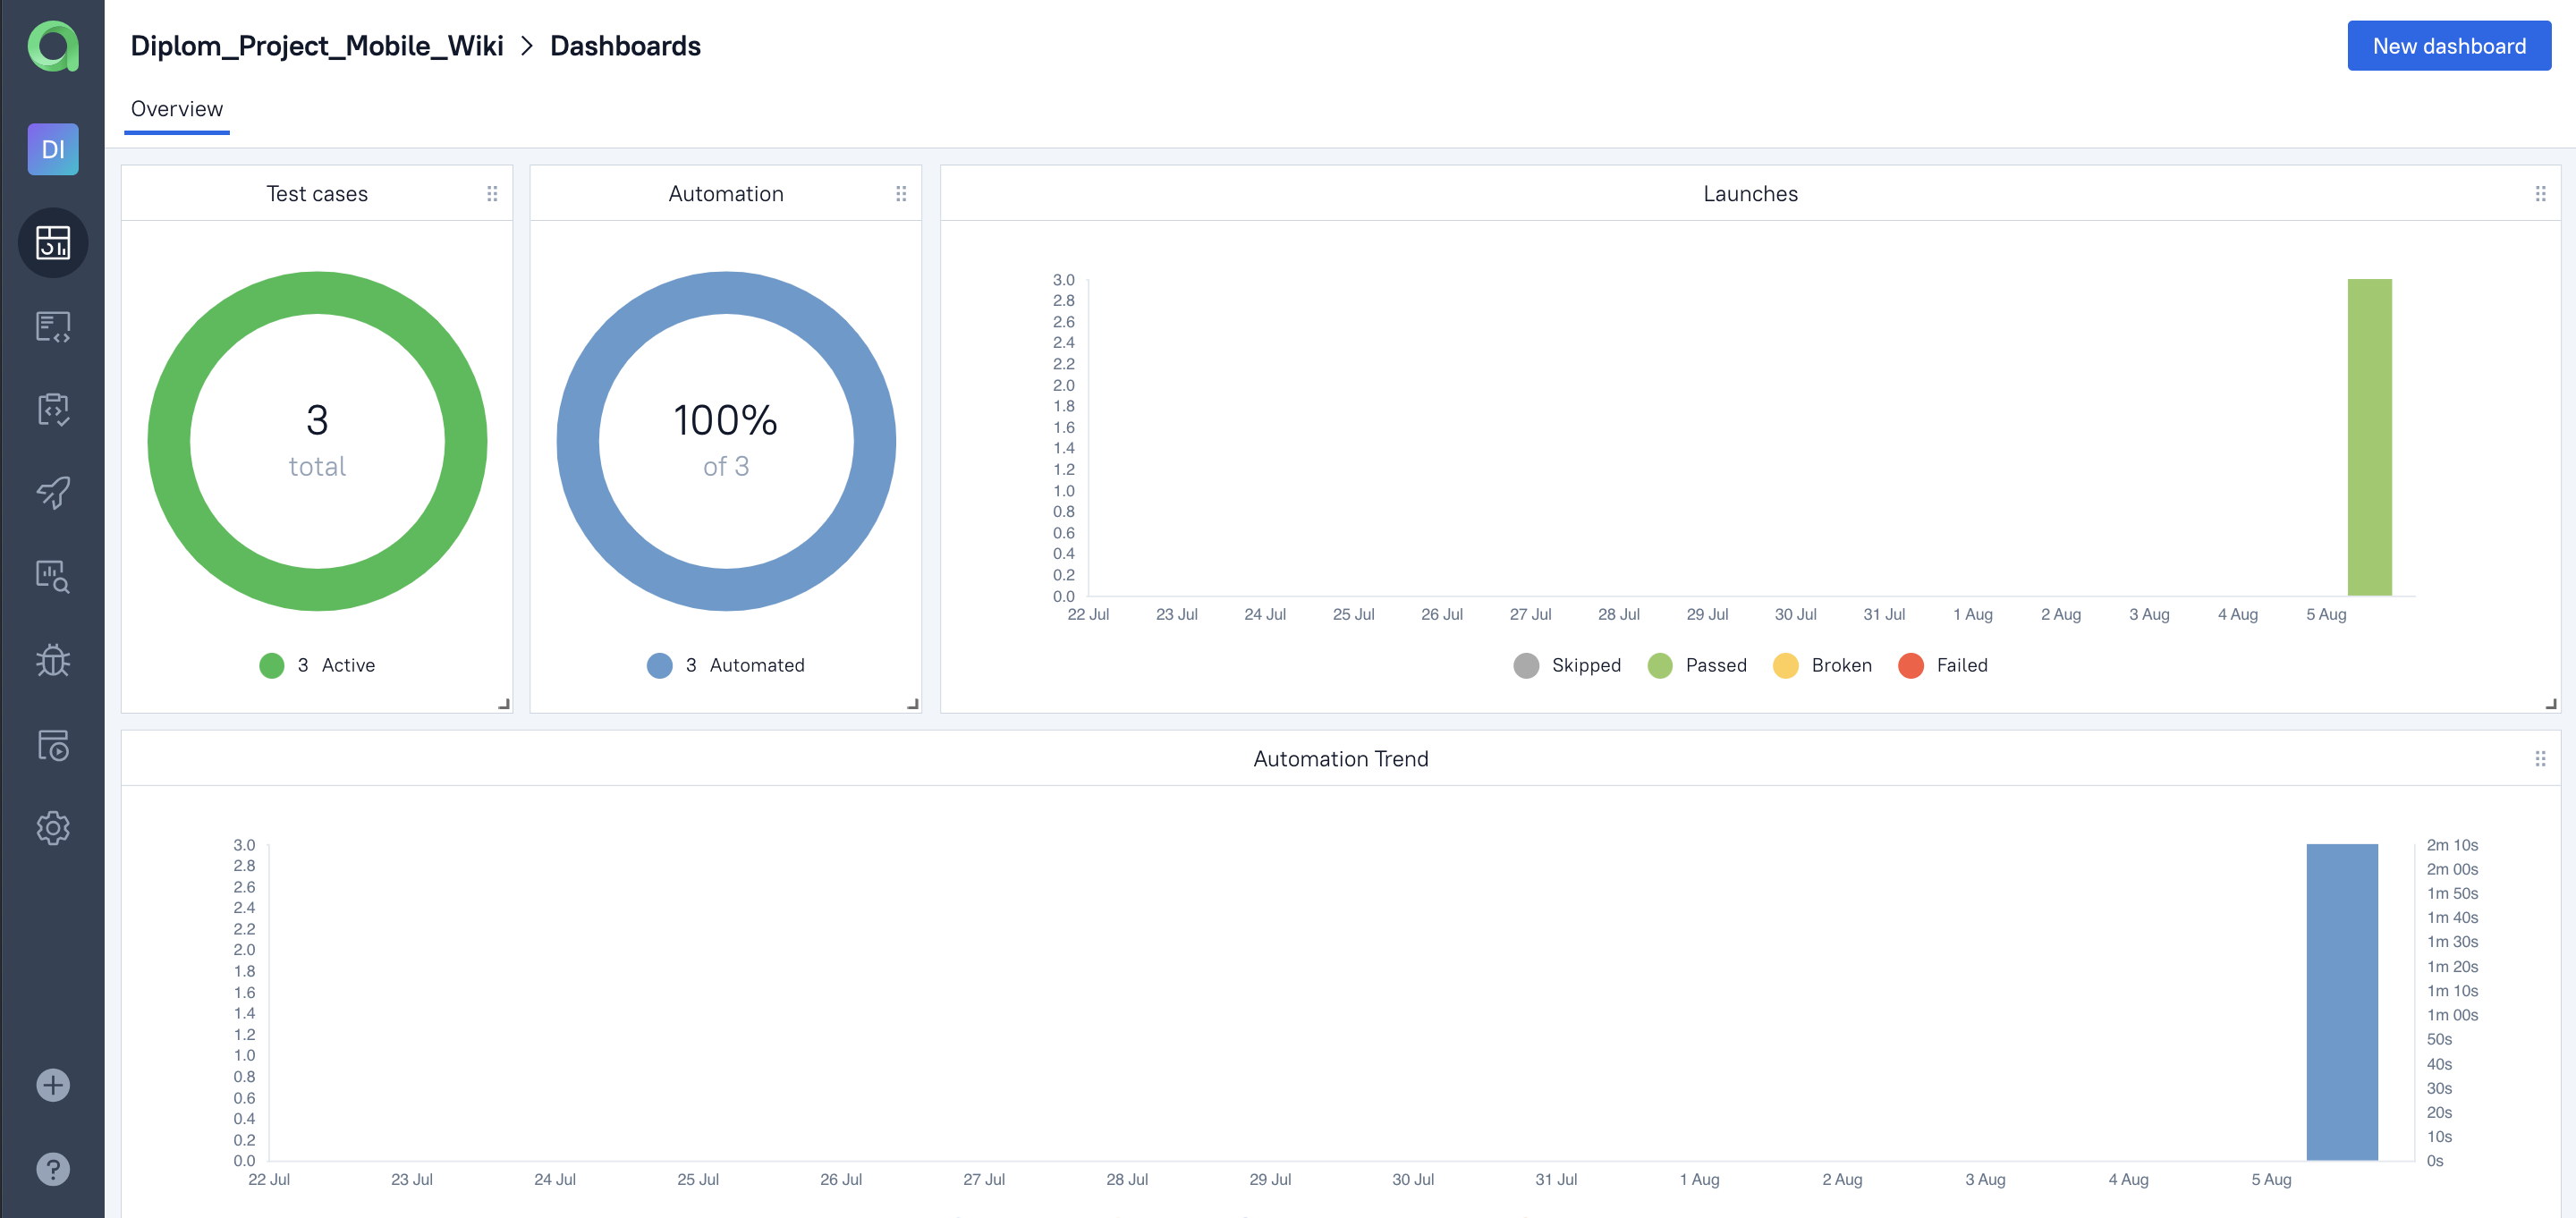 Diplom_Project_Mobile_Wiki > Dashboards
New dashboard
Overview
DI
Test cases
3
total
3 Active
Automation
100%
of 3
3 Automated
Launches
3.0
2.8
2.6
2.4
2.2
2.0
1.8
1.6
1.4
1.2
1.0
0.8
0.6
0.4
0.2
0.0
22 Jul 23 Jul 24 Jul 25 Jul 26 Jul 27 Jul 28 Jul 29 Jul 30 Jul 31 Jul 1 Aug 2 Aug 3 Aug 4 Aug 5 Aug
Skipped Passed Broken Failed
Automation Trend
3.0
2.8
2.6
2.4
2.2
2.0
1.8
1.6
1.4
1.2
1.0
0.8
0.6
0.4
0.2
0.0
2m 10s
2m 00s
1m 50s
1m 40s
1m 30s
1m 20s
1m 10s
1m 00s
50s
40s
30s
20s
10s
0s
22 Jul 23 Jul 24 Jul 25 Jul 26 Jul 27 Jul 28 Jul 29 Jul 30 Jul 31 Jul 1 Aug 2 Aug 3 Aug 4 Aug 5 Aug